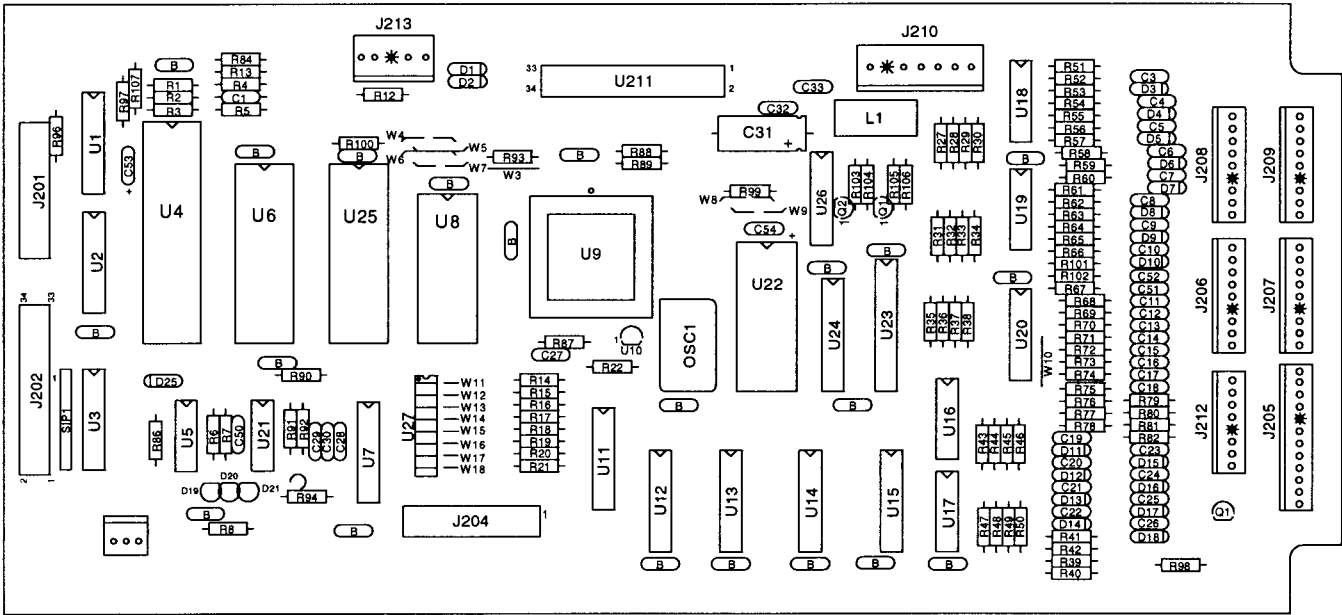 J213
J210
B
R84
R13
R4
C1
R5
R107
R97
R1
R2
R3
R96
U1
C53
+
J201
U2
U4
B
U6
R12
D1
D2
33
34
U211
1
2
R100
B
W4
W5
W6
W7
R93
W3
B
R88
R89
U25
B
U8
B
U9
C33
C32
C31
+
L1
U18
R27
R28
R29
R30
R103
R104
R105
R106
U26
Q2
1
1
R99
W8
W9
C54
+
U22
B
B
B
U19
R31
R32
R33
R34
B
U24
U23
OSC1
R35
R36
R37
R38
U20
W10
R51
R52
R53
R54
R55
R56
R57
R58
R59
R60
R61
R62
R63
R64
R65
R66
R101
R102
R67
R68
R69
R70
R71
R72
R73
R74
R75
R76
R77
R78
C19
D11
C20
D12
C21
D13
C22
D14
R41
R42
R39
R40
C3
D3
C4
D4
C5
D5
C6
D6
C7
D7
C8
D8
C9
D9
C10
D10
C52
C51
C11
C12
C13
C14
C15
C16
C17
C18
R79
R80
R81
R82
C23
D15
C24
D16
C25
D17
C26
D18
R98
J208
J209
J206
J207
J212
J205
Q1
34
33
J202
2
1
B
1
SIP1
U3
D25
R86
U5
R6
R7
C50
U21
B
R90
R91
R92
C29
C30
C28
U7
D19
D20
D21
R94
B
R8
B
U27
W11
W12
W13
W14
W15
W16
W17
W18
J204
1
R87
C27
1
U10
R22
R14
R15
R16
R17
R18
R19
R20
R21
U11
B
B
U12
U13
U14
U15
U16
U17
R43
R44
R45
R46
R47
R48
R49
R50
B
B
B
B
B